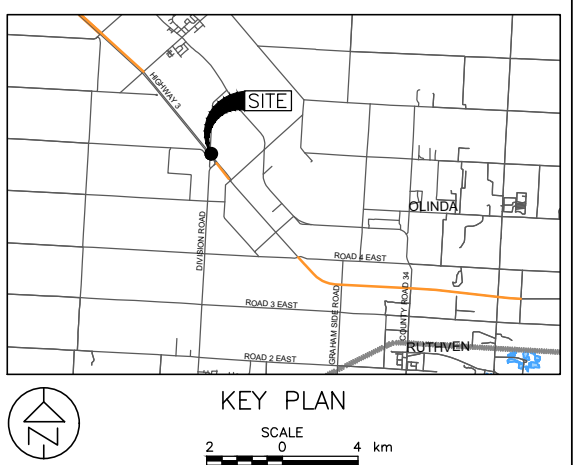 HIGHWAY 3
SITE
OLINDA
DIVISION ROAD
ROAD 4 EAST
GRAHAM SIDE ROAD
COUNTY ROAD 34
ROAD 3 EAST
RUTHVEN
ROAD 2 EAST
KEY PLAN
N
SCALE
2 0 4 km